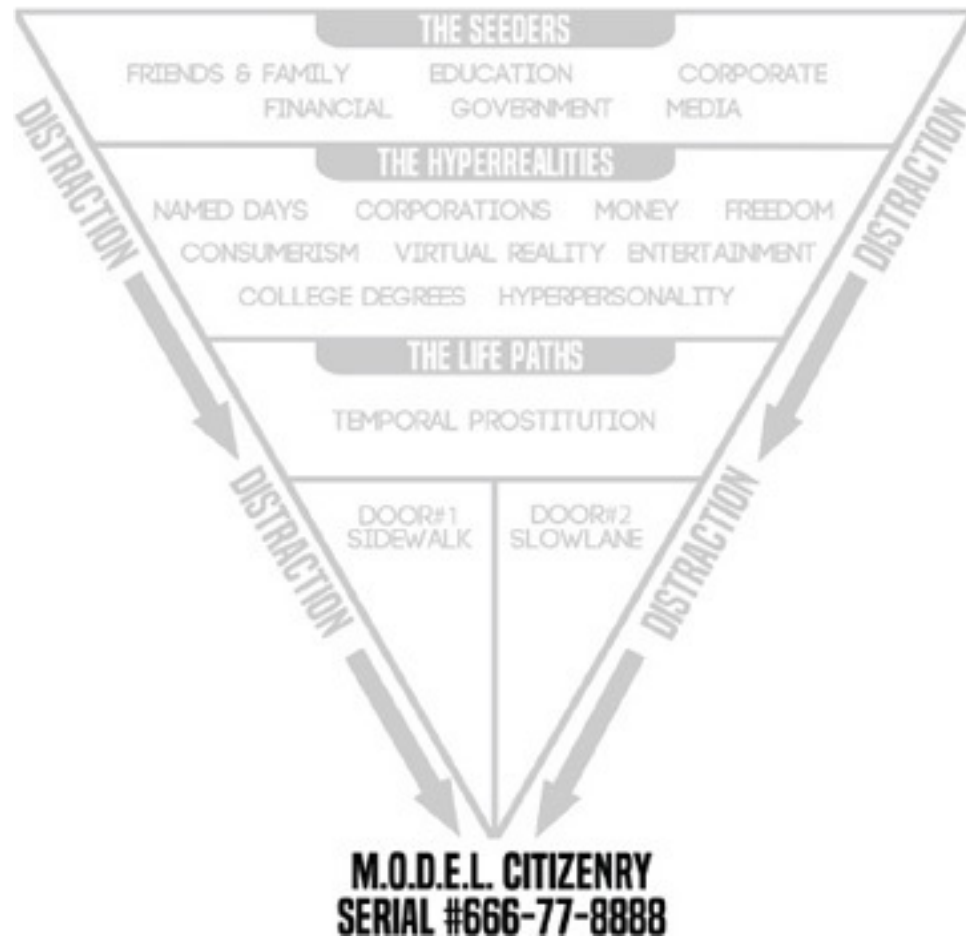 THE SEEDERS
FRIENDS & FAMILY EDUCATION CORPORATE
FINANCIAL GOVERNMENT MEDIA
DISTRACTION
DISTRACTION
THE HYPERREALITIES
NAMED DAYS CORPORATIONS MONEY FREEDOM
CONSUMERISM VIRTUAL REALITY ENTERTAINMENT
COLLEGE DEGREES HYPERPERSONALITY
THE LIFE PATHS
TEMPORAL PROSTITUTION
DISTRACTION
DISTRACTION
DOOR#1
SIDEWALK
DOOR#2
SLOWLANE
M.O.D.E.L. CITIZENRY
SERIAL #666-77-8888